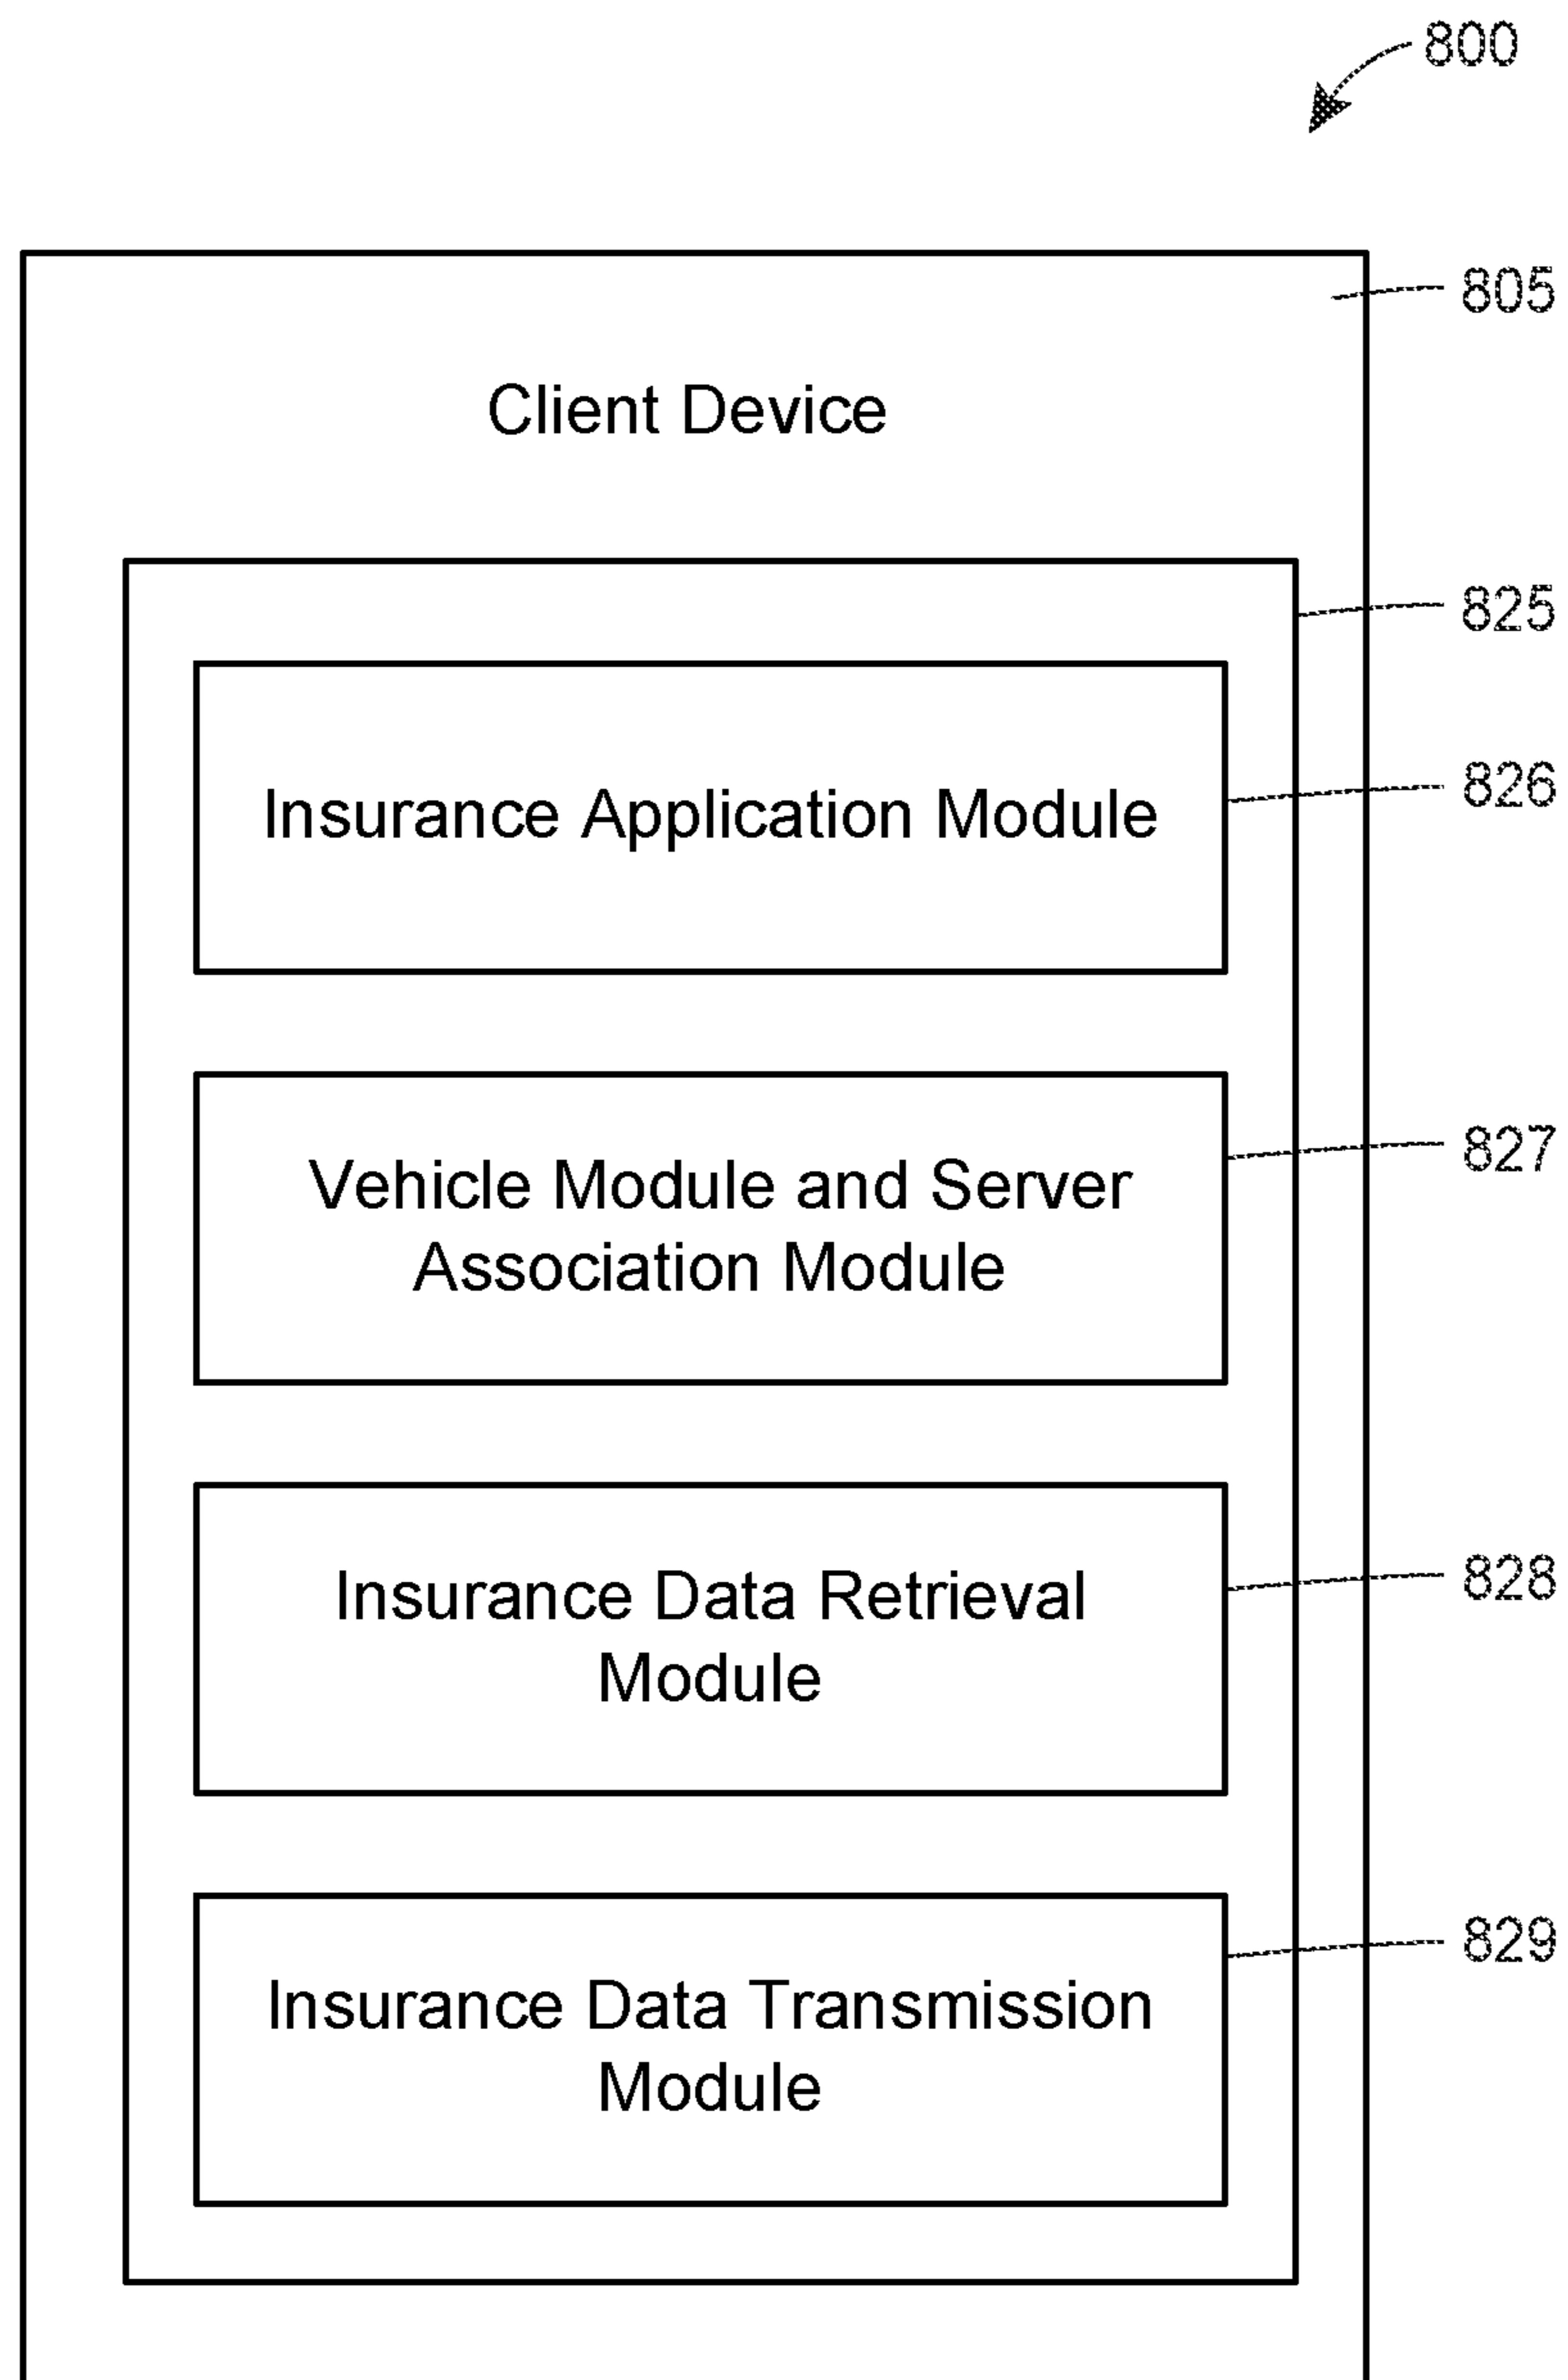 800
805
Client Device
825
Insurance Application Module
826
Vehicle Module and Server
Association Module
827
Insurance Data Retrieval
Module
828
Insurance Data Transmission
Module
829